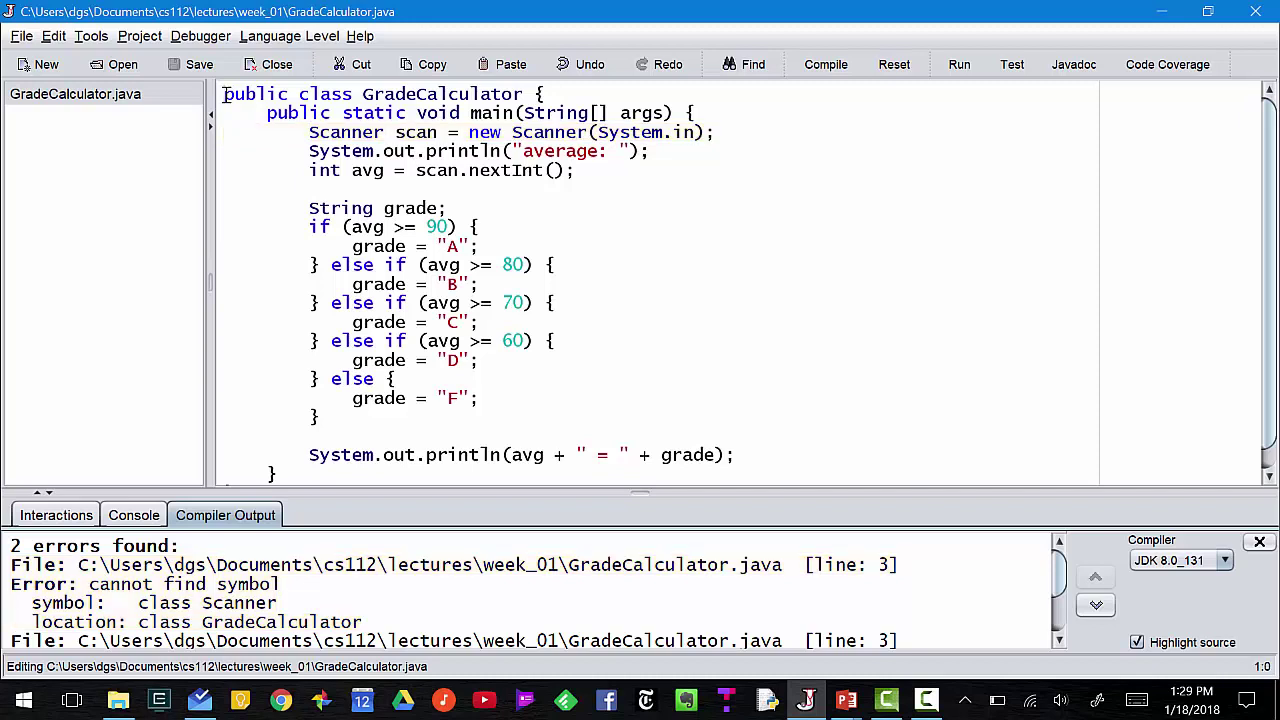 C:\Users\dgs\Documents\cs112\lectures\week_01\GradeCalculator.java
File Edit Tools Project Debugger Language Level Help
New Open Save Close Cut Copy Paste Undo Redo Find Compile Reset Run Test Javadoc Code Coverage
GradeCalculator.java
public class GradeCalculator {
    public static void main(String[] args) {
        Scanner scan = new Scanner(System.in);
        System.out.println("average: ");
        int avg = scan.nextInt();
        String grade;
        if (avg >= 90) {
            grade = "A";
        } else if (avg >= 80) {
            grade = "B";
        } else if (avg >= 70) {
            grade = "C";
        } else if (avg >= 60) {
            grade = "D";
        } else {
            grade = "F";
        }
        System.out.println(avg + " = " + grade);
    }
Interactions Console Compiler Output
2 errors found:
File: C:\Users\dgs\Documents\cs112\lectures\week_01\GradeCalculator.java [line: 3]
Error: cannot find symbol
  symbol:   class Scanner
  location: class GradeCalculator
File: C:\Users\dgs\Documents\cs112\lectures\week_01\GradeCalculator.java [line: 3]
Compiler
JDK 8.0_131
Highlight source
Editing C:\Users\dgs\Documents\cs112\lectures\week_01\GradeCalculator.java
1:0
12
1:29 PM
1/18/2018